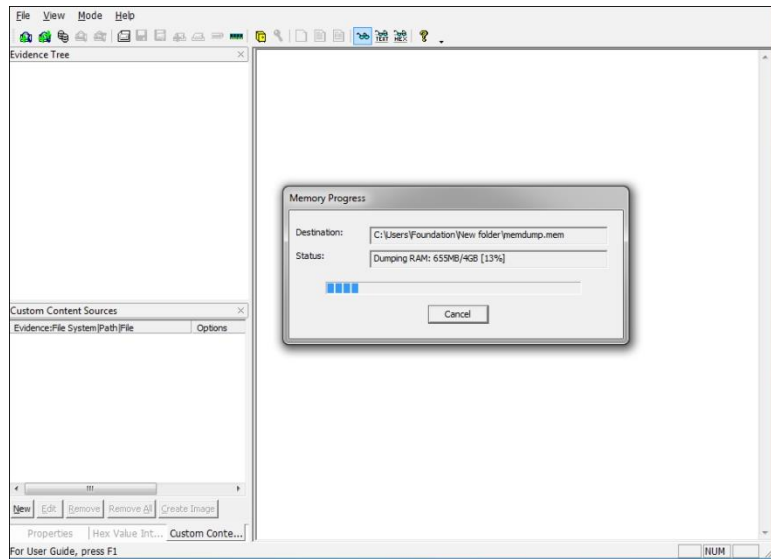 File View Mode Help
TEXT HEX
Evidence Tree
Memory Progress
Destination: C:\Users\Foundation\New folder\memdump.mem
Status: Dumping RAM: 655MB/4GB [13%]
Cancel
Custom Content Sources
Evidence:File System|Path|File Options
New Edit Remove Remove All Create Image
Properties Hex Value Int... Custom Conte...
For User Guide, press F1 NUM